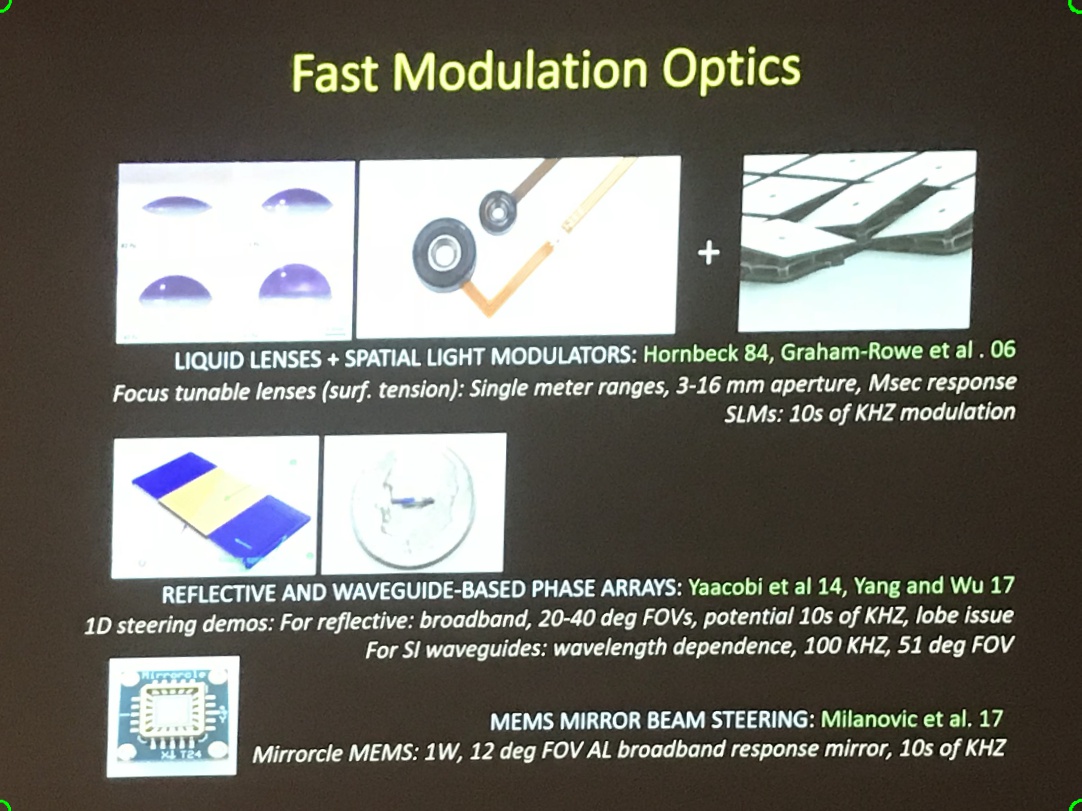 Fast Modulation Optics
+
LIQUID LENSES + SPATIAL LIGHT MODULATORS: Hornbeck 84, Graham-Rowe et al . 06
Focus tunable lenses (surf. tension): Single meter ranges, 3-16 mm aperture, Msec response
SLMs: 10s of KHZ modulation
REFLECTIVE AND WAVEGUIDE-BASED PHASE ARRAYS: Yaacobi et al 14, Yang and Wu 17
1D steering demos: For reflective: broadband, 20-40 deg FOVs, potential 10s of KHZ, lobe issue
For SI waveguides: wavelength dependence, 100 KHZ, 51 deg FOV
Mirrorcle
T24
MEMS MIRROR BEAM STEERING: Milanovic et al. 17
Mirrorcle MEMS: 1W, 12 deg FOV AL broadband response mirror, 10s of KHZ